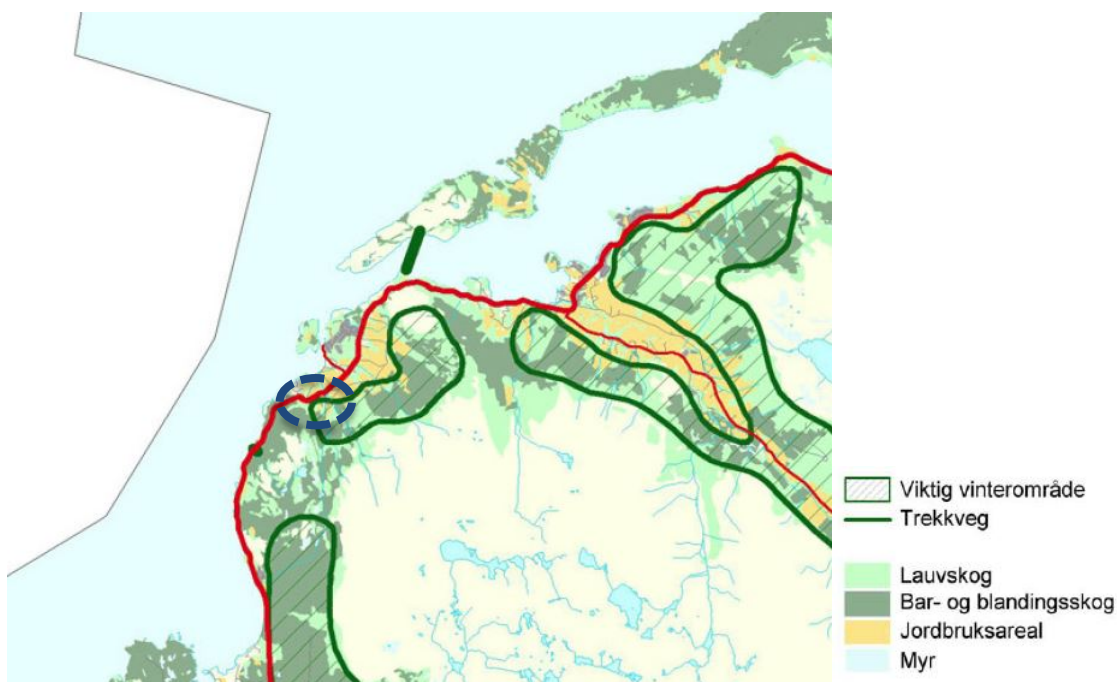 Viktig vinterområde
Trekkveg
Lauvskog
Bar- og blandingsskog
Jordbruksareal
Myr